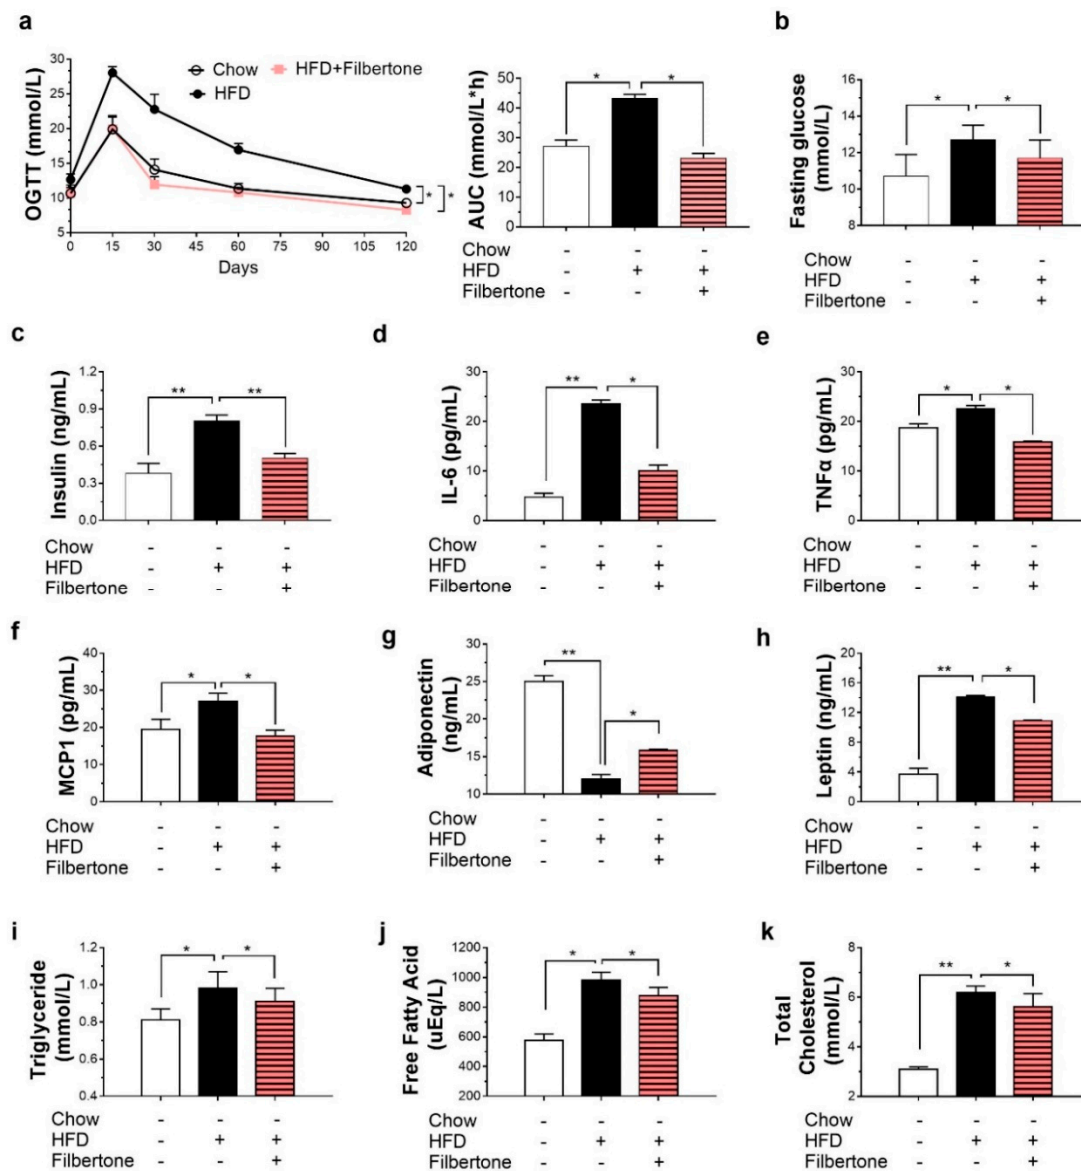 a
OGTT (mmol/L)
30
25
20
15
10
5
Chow
HFD+Filbertone
HFD
*
*
0 15 30 45 60 75 90 105 120
Days
AUC (mmol/L*h)
50
40
30
20
10
0
* *
Chow - - -
HFD - + +
Filbertone - - +
b
Fasting glucose
(mmol/L)
16
14
12
10
8
* *
Chow - - -
HFD - + +
Filbertone - - +
c
Insulin (ng/mL)
1.2
0.9
0.6
0.3
0.0
** **
Chow - - -
HFD - + +
Filbertone - - +
d
IL-6 (pg/mL)
30
20
10
0
** *
Chow - - -
HFD - + +
Filbertone - - +
e
TNFα (pg/mL)
30
20
10
0
* *
Chow - - -
HFD - + +
Filbertone - - +
f
MCP1 (pg/mL)
40
30
20
10
0
* *
Chow - - -
HFD - + +
Filbertone - - +
g
Adiponectin
(ng/mL)
30
25
20
15
10
**
*
Chow - - -
HFD - + +
Filbertone - - +
h
Leptin (ng/mL)
20
16
12
8
4
0
** *
Chow - - -
HFD - + +
Filbertone - - +
i
Triglyceride
(mmol/L)
1.2
1.0
0.8
0.6
0.4
* *
Chow - - -
HFD - + +
Filbertone - - +
j
Free Fatty Acid
(uEq/L)
1200
1000
800
600
400
200
* *
Chow - - -
HFD - + +
Filbertone - - +
k
Total
Cholesterol
(mmol/L)
8
6
4
2
** *
Chow - - -
HFD - + +
Filbertone - - +